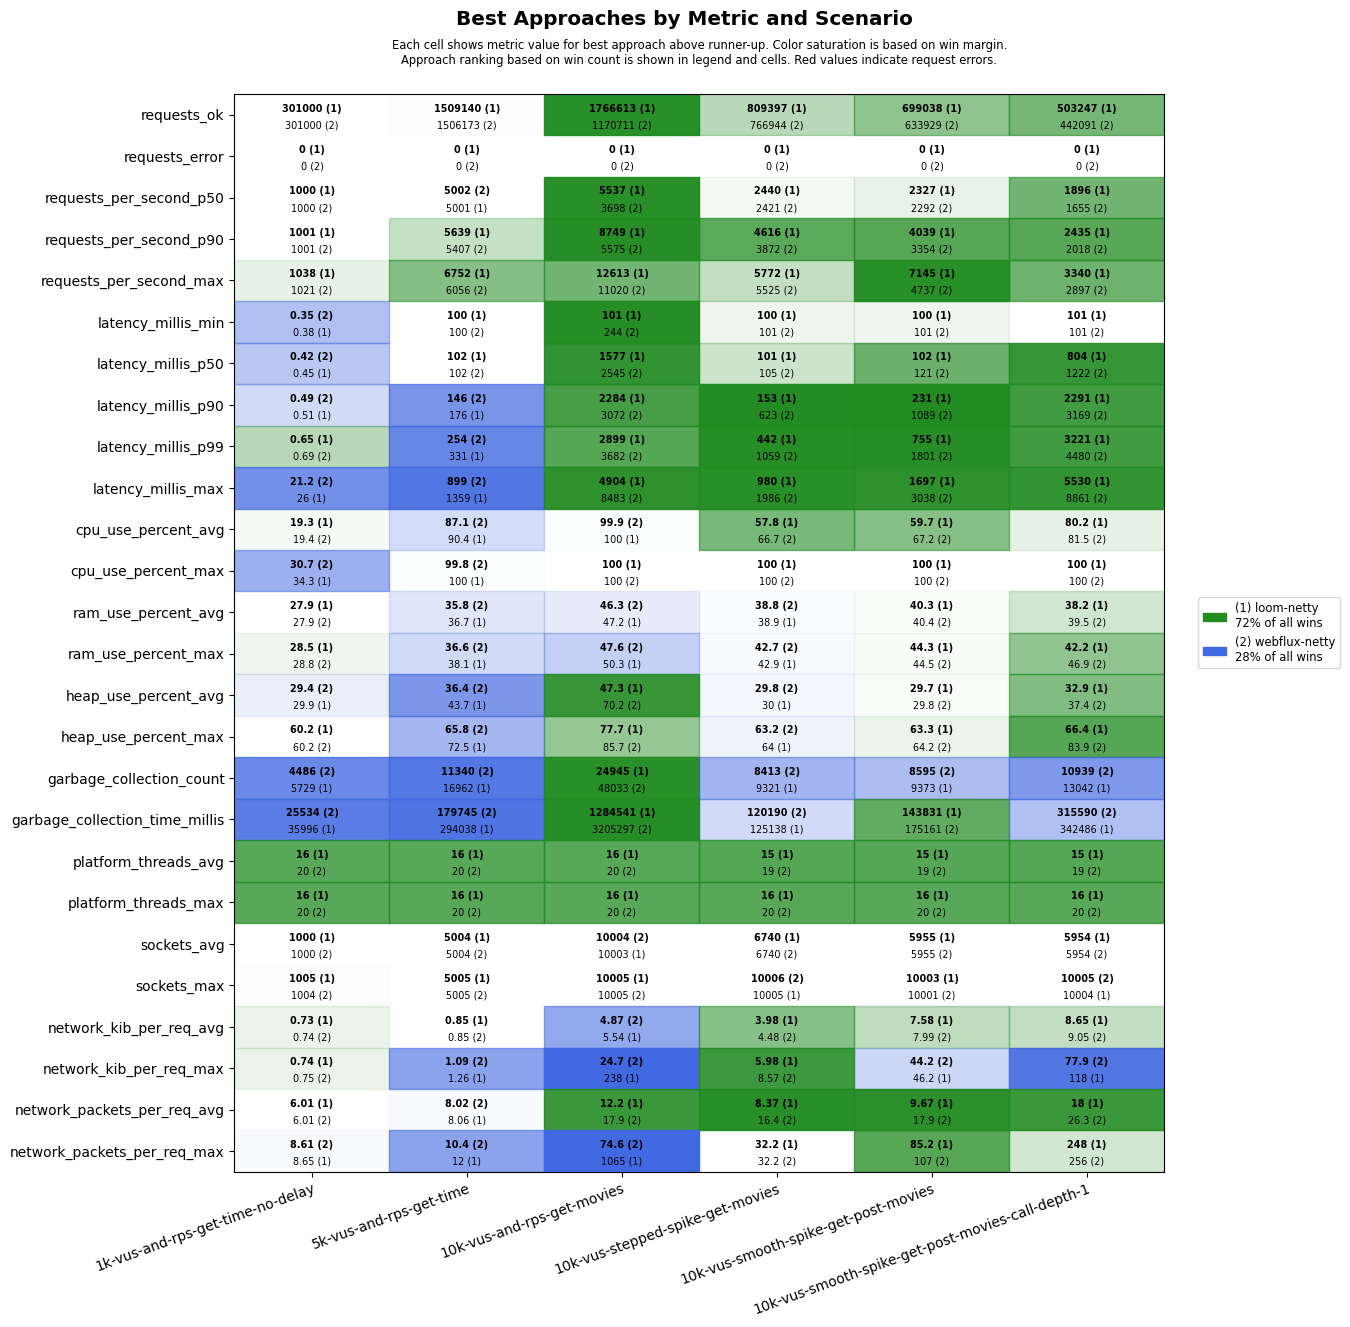 Best Approaches by Metric and Scenario
Each cell shows metric value for best approach above runner-up. Color saturation is based on win margin.
Approach ranking based on win count is shown in legend and cells. Red values indicate request errors.
requests_ok
301000 (1) 1509140 (1) 1766613 (1) 809397 (1) 699038 (1) 503247 (1)
301000 (2) 1506173 (2) 1170711 (2) 766944 (2) 633929 (2) 442091 (2)
requests_error
0 (1) 0 (1) 0 (1) 0 (1) 0 (1) 0 (1)
0 (2) 0 (2) 0 (2) 0 (2) 0 (2) 0 (2)
requests_per_second_p50
1000 (1) 5002 (2) 5537 (1) 2440 (1) 2327 (1) 1896 (1)
1000 (2) 5001 (1) 3698 (2) 2421 (2) 2292 (2) 1655 (2)
requests_per_second_p90
1001 (1) 5639 (1) 8749 (1) 4616 (1) 4039 (1) 2435 (1)
1001 (2) 5407 (2) 5575 (2) 3872 (2) 3354 (2) 2018 (2)
requests_per_second_max
1038 (1) 6752 (1) 12613 (1) 5772 (1) 7145 (1) 3340 (1)
1021 (2) 6056 (2) 11020 (2) 5525 (2) 4737 (2) 2897 (2)
latency_millis_min
0.35 (2) 100 (1) 101 (1) 100 (1) 100 (1) 101 (1)
0.38 (1) 100 (2) 244 (2) 101 (2) 101 (2) 101 (2)
latency_millis_p50
0.42 (2) 102 (1) 1577 (1) 101 (1) 102 (1) 804 (1)
0.45 (1) 102 (2) 2545 (2) 105 (2) 121 (2) 1222 (2)
latency_millis_p90
0.49 (2) 146 (2) 2284 (1) 153 (1) 231 (1) 2291 (1)
0.51 (1) 176 (1) 3072 (2) 623 (2) 1089 (2) 3169 (2)
latency_millis_p99
0.65 (1) 254 (2) 2899 (1) 442 (1) 755 (1) 3221 (1)
0.69 (2) 331 (1) 3682 (2) 1059 (2) 1801 (2) 4480 (2)
latency_millis_max
21.2 (2) 899 (2) 4904 (1) 980 (1) 1697 (1) 5530 (1)
26 (1) 1359 (1) 8483 (2) 1986 (2) 3038 (2) 8861 (2)
cpu_use_percent_avg
19.3 (1) 87.1 (2) 99.9 (2) 57.8 (1) 59.7 (1) 80.2 (1)
19.4 (2) 90.4 (1) 100 (1) 66.7 (2) 67.2 (2) 81.5 (2)
cpu_use_percent_max
30.7 (2) 99.8 (2) 100 (1) 100 (1) 100 (1) 100 (1)
34.3 (1) 100 (1) 100 (2) 100 (2) 100 (2) 100 (2)
ram_use_percent_avg
27.9 (1) 35.8 (2) 46.3 (2) 38.8 (2) 40.3 (1) 38.2 (1)
27.9 (2) 36.7 (1) 47.2 (1) 38.9 (1) 40.4 (2) 39.5 (2)
ram_use_percent_max
28.5 (1) 36.6 (2) 47.6 (2) 42.7 (2) 44.3 (1) 42.2 (1)
28.8 (2) 38.1 (1) 50.3 (1) 42.9 (1) 44.5 (2) 46.9 (2)
heap_use_percent_avg
29.4 (2) 36.4 (2) 47.3 (1) 29.8 (2) 29.7 (1) 32.9 (1)
29.9 (1) 43.7 (1) 70.2 (2) 30 (1) 29.8 (2) 37.4 (2)
heap_use_percent_max
60.2 (1) 65.8 (2) 77.7 (1) 63.2 (2) 63.3 (1) 66.4 (1)
60.2 (2) 72.5 (1) 85.7 (2) 64 (1) 64.2 (2) 83.9 (2)
garbage_collection_count
4486 (2) 11340 (2) 24945 (1) 8413 (2) 8595 (2) 10939 (2)
5729 (1) 16962 (1) 48033 (2) 9321 (1) 9373 (1) 13042 (1)
garbage_collection_time_millis
25534 (2) 179745 (2) 1284541 (1) 120190 (2) 143831 (1) 315590 (2)
35996 (1) 294038 (1) 3205297 (2) 125138 (1) 175161 (2) 342486 (1)
platform_threads_avg
16 (1) 16 (1) 16 (1) 15 (1) 15 (1) 15 (1)
20 (2) 20 (2) 20 (2) 19 (2) 19 (2) 19 (2)
platform_threads_max
16 (1) 16 (1) 16 (1) 16 (1) 16 (1) 16 (1)
20 (2) 20 (2) 20 (2) 20 (2) 20 (2) 20 (2)
sockets_avg
1000 (1) 5004 (1) 10004 (2) 6740 (1) 5955 (1) 5954 (1)
1000 (2) 5004 (2) 10003 (1) 6740 (2) 5955 (2) 5954 (2)
sockets_max
1005 (1) 5005 (1) 10005 (1) 10006 (2) 10003 (1) 10005 (2)
1004 (2) 5005 (2) 10005 (2) 10005 (1) 10001 (2) 10004 (1)
network_kib_per_req_avg
0.73 (1) 0.85 (1) 4.87 (2) 3.98 (1) 7.58 (1) 8.65 (1)
0.74 (2) 0.85 (2) 5.54 (1) 4.48 (2) 7.99 (2) 9.05 (2)
network_kib_per_req_max
0.74 (1) 1.09 (2) 24.7 (2) 5.98 (1) 44.2 (2) 77.9 (2)
0.75 (2) 1.26 (1) 238 (1) 8.57 (2) 46.2 (1) 118 (1)
network_packets_per_req_avg
6.01 (1) 8.02 (2) 12.2 (1) 8.37 (1) 9.67 (1) 18 (1)
6.01 (2) 8.06 (1) 17.9 (2) 16.4 (2) 17.9 (2) 26.3 (2)
network_packets_per_req_max
8.61 (2) 10.4 (2) 74.6 (2) 32.2 (1) 85.2 (1) 248 (1)
8.65 (1) 12 (1) 1065 (1) 32.2 (2) 107 (2) 256 (2)
1k-vus-and-rps-get-time-no-delay
5k-vus-and-rps-get-time
10k-vus-and-rps-get-movies
10k-vus-stepped-spike-get-movies
10k-vus-smooth-spike-get-post-movies
10k-vus-smooth-spike-get-post-movies-call-depth-1
(1) loom-netty
72% of all wins
(2) webflux-netty
28% of all wins